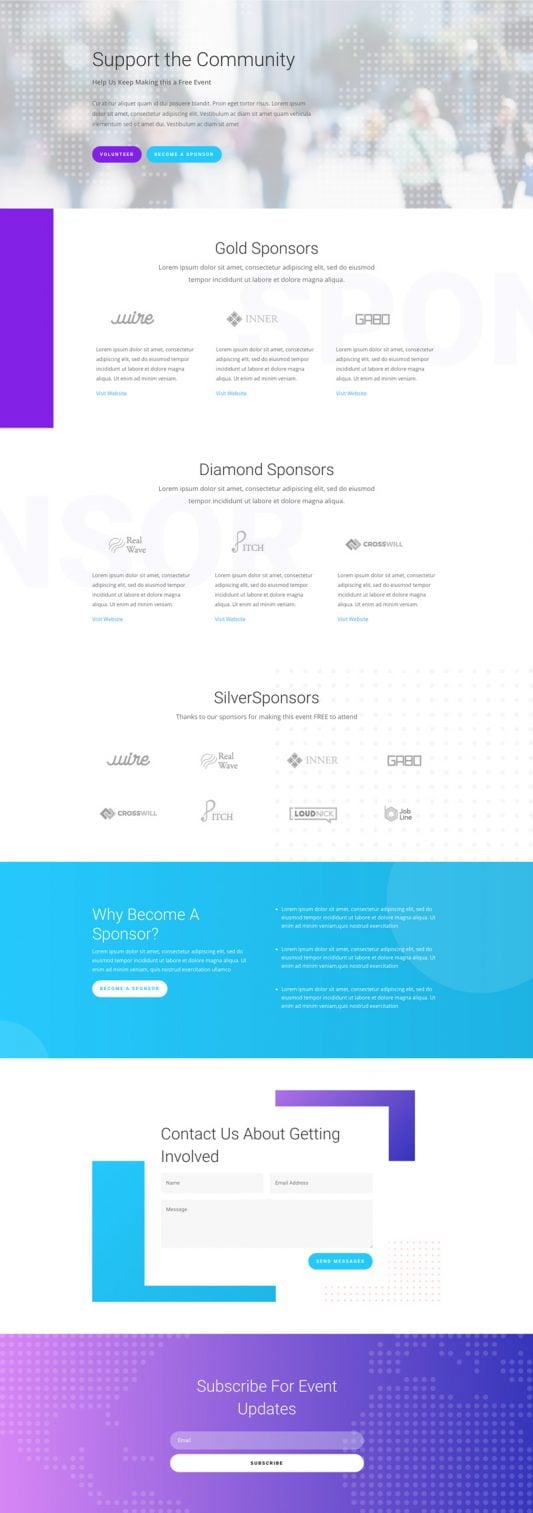 Support the Community
Help Us Keep Making this a Free Event
Curabitur aliquet quam id dui posuere blandit. Proin eget tortor risus. Lorem ipsum
dolor sit amet, consectetur adipiscing elit. Vestibulum ac diam sit amet quam vehicula
elementum sed sit amet dui. Vestibulum ac diam sit amet
VOLUNTEER
BECOME A SPONSOR
SPON
Gold Sponsors
Lorem ipsum dolor sit amet, consectetur adipiscing elit, sed do eiusmod
tempor incididunt ut labore et dolore magna aliqua.
wire
INNER
GABO
Lorem ipsum dolor sit amet, consectetur
adipiscing elit, sed do eiusmod tempor
incididunt ut labore et dolore magna
aliqua. Ut enim ad minim veniam.
Visit Website
Lorem ipsum dolor sit amet, consectetur
adipiscing elit, sed do eiusmod tempor
incididunt ut labore et dolore magna
aliqua. Ut enim ad minim veniam.
Visit Website
Lorem ipsum dolor sit amet, consectetur
adipiscing elit, sed do eiusmod tempor
incididunt ut labore et dolore magna
aliqua. Ut enim ad minim veniam.
Visit Website
NSOR
Diamond Sponsors
Lorem ipsum dolor sit amet, consectetur adipiscing elit, sed do eiusmod
tempor incididunt ut labore et dolore magna aliqua.
Real
Wave
PITCH
CROSSWILL
Lorem ipsum dolor sit amet, consectetur
adipiscing elit, sed do eiusmod tempor
incididunt ut labore et dolore magna
aliqua. Ut enim ad minim veniam.
Visit Website
Lorem ipsum dolor sit amet, consectetur
adipiscing elit, sed do eiusmod tempor
incididunt ut labore et dolore magna
aliqua. Ut enim ad minim veniam.
Visit Website
Lorem ipsum dolor sit amet, consectetur
adipiscing elit, sed do eiusmod tempor
incididunt ut labore et dolore magna
aliqua. Ut enim ad minim veniam.
Visit Website
SilverSponsors
Thanks to our sponsors for making this event FREE to attend
wire
Real
Wave
INNER
GABO
CROSSWILL
PITCH
LOUDNICK
Job
Line
Why Become A
Sponsor?
Lorem ipsum dolor sit amet, consectetur adipiscing elit, sed do eiusmod
tempor incididunt ut labore et dolore magna aliqua. Ut
enim ad minim veniam, quis nostrud exercitation ullamco
BECOME A SPONSOR
Lorem ipsum dolor sit amet, consectetur adipiscing elit, sed do
eiusmod tempor incididunt ut labore et dolore magna aliqua. Ut
enim ad minim veniam,quis nostrud exercitation
Lorem ipsum dolor sit amet, consectetur adipiscing elit, sed do
eiusmod tempor incididunt ut labore et dolore magna aliqua. Ut
enim ad minim veniam,quis nostrud exercitation
Lorem ipsum dolor sit amet, consectetur adipiscing elit, sed do
eiusmod tempor incididunt ut labore et dolore magna aliqua. Ut
enim ad minim veniam,quis nostrud exercitation
Contact Us About Getting
Involved
Name
Email Address
Message
SEND MESSAGES
Subscribe For Event
Updates
Email
SUBSCRIBE